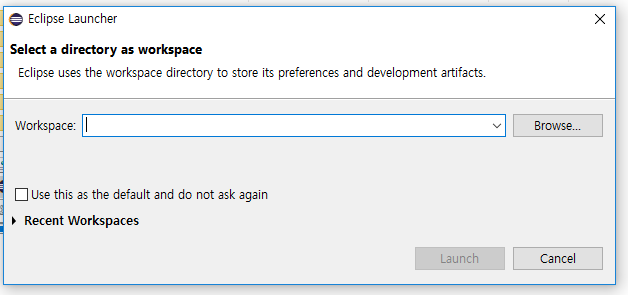 Eclipse Launcher
Select a directory as workspace
Eclipse uses the workspace directory to store its preferences and development artifacts.
Workspace: Browse...
Use this as the default and do not ask again
Recent Workspaces
Launch Cancel